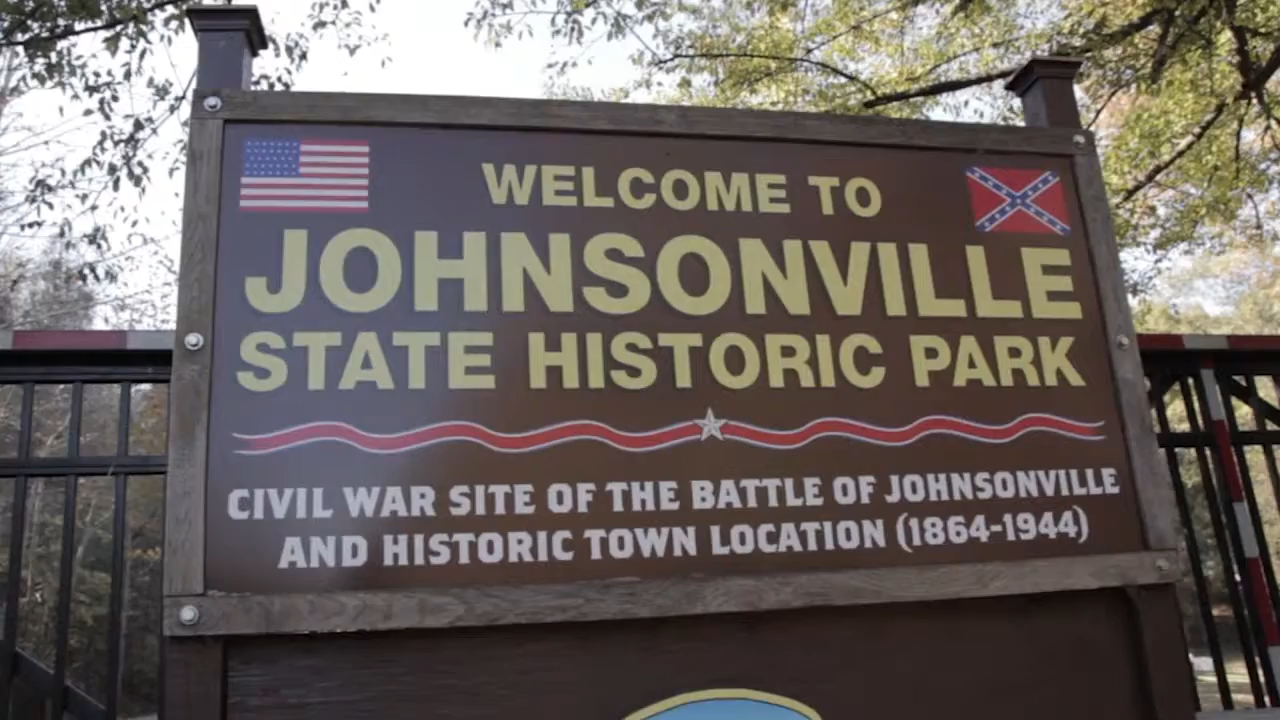 WELCOME TO
JOHNSONVILLE
STATE HISTORIC PARK
CIVIL WAR SITE OF THE BATTLE OF JOHNSONVILLE
AND HISTORIC TOWN LOCATION (1864-1944)